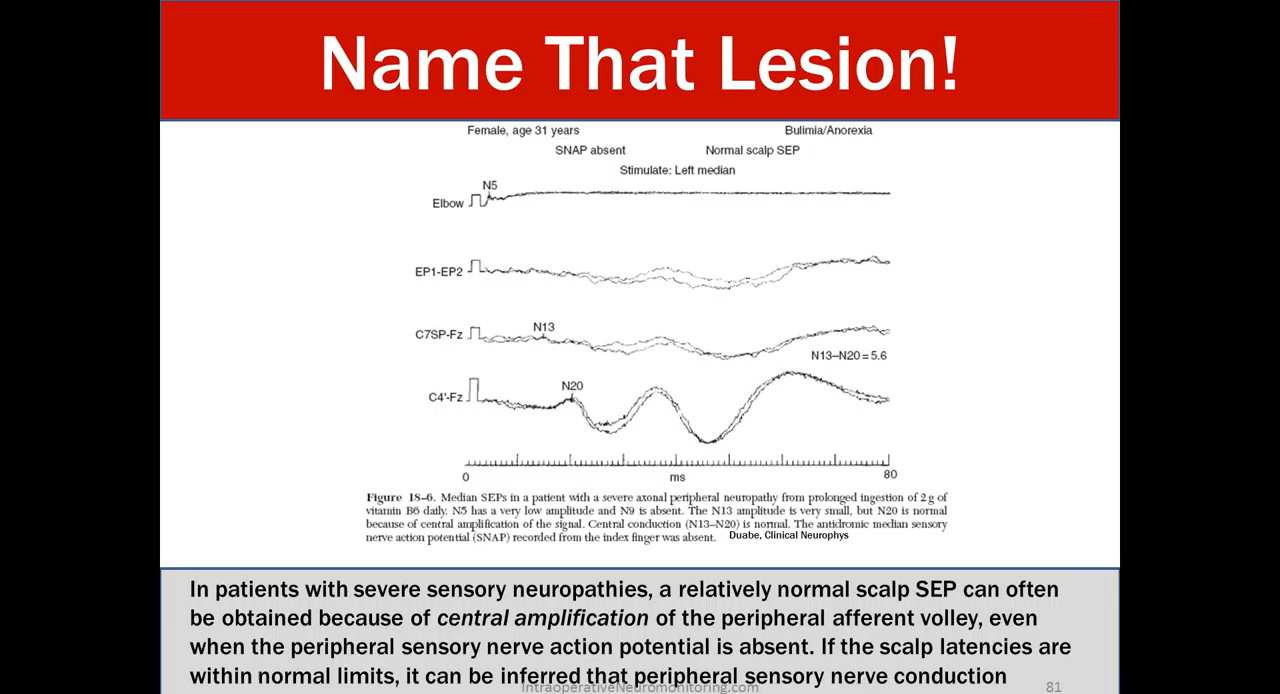 Name That Lesion!
Female, age 31 years Bulimia/Anorexia
SNAP absent Normal scalp SEP
Stimulate: Left median
N5
Elbow
EP1-EP2
N13
C7SP-Fz
N13–N20 = 5.6
N20
C4'-Fz
0 ms 80
Figure 18–6. Median SEPs in a patient with a severe axonal peripheral neuropathy from prolonged ingestion of 2 g of
vitamin B6 daily. N5 has a very low amplitude and N9 is absent. The N13 amplitude is very small, but N20 is normal
because of central amplification of the signal. Central conduction (N13–N20) is normal. The antidromic median sensory
nerve action potential (SNAP) recorded from the index finger was absent. Duabe, Clinical Neurophys
In patients with severe sensory neuropathies, a relatively normal scalp SEP can often
be obtained because of central amplification of the peripheral afferent volley, even
when the peripheral sensory nerve action potential is absent. If the scalp latencies are
within normal limits, it can be inferred that peripheral sensory nerve conduction
IntraoperativeNeuromonitoring.com 81